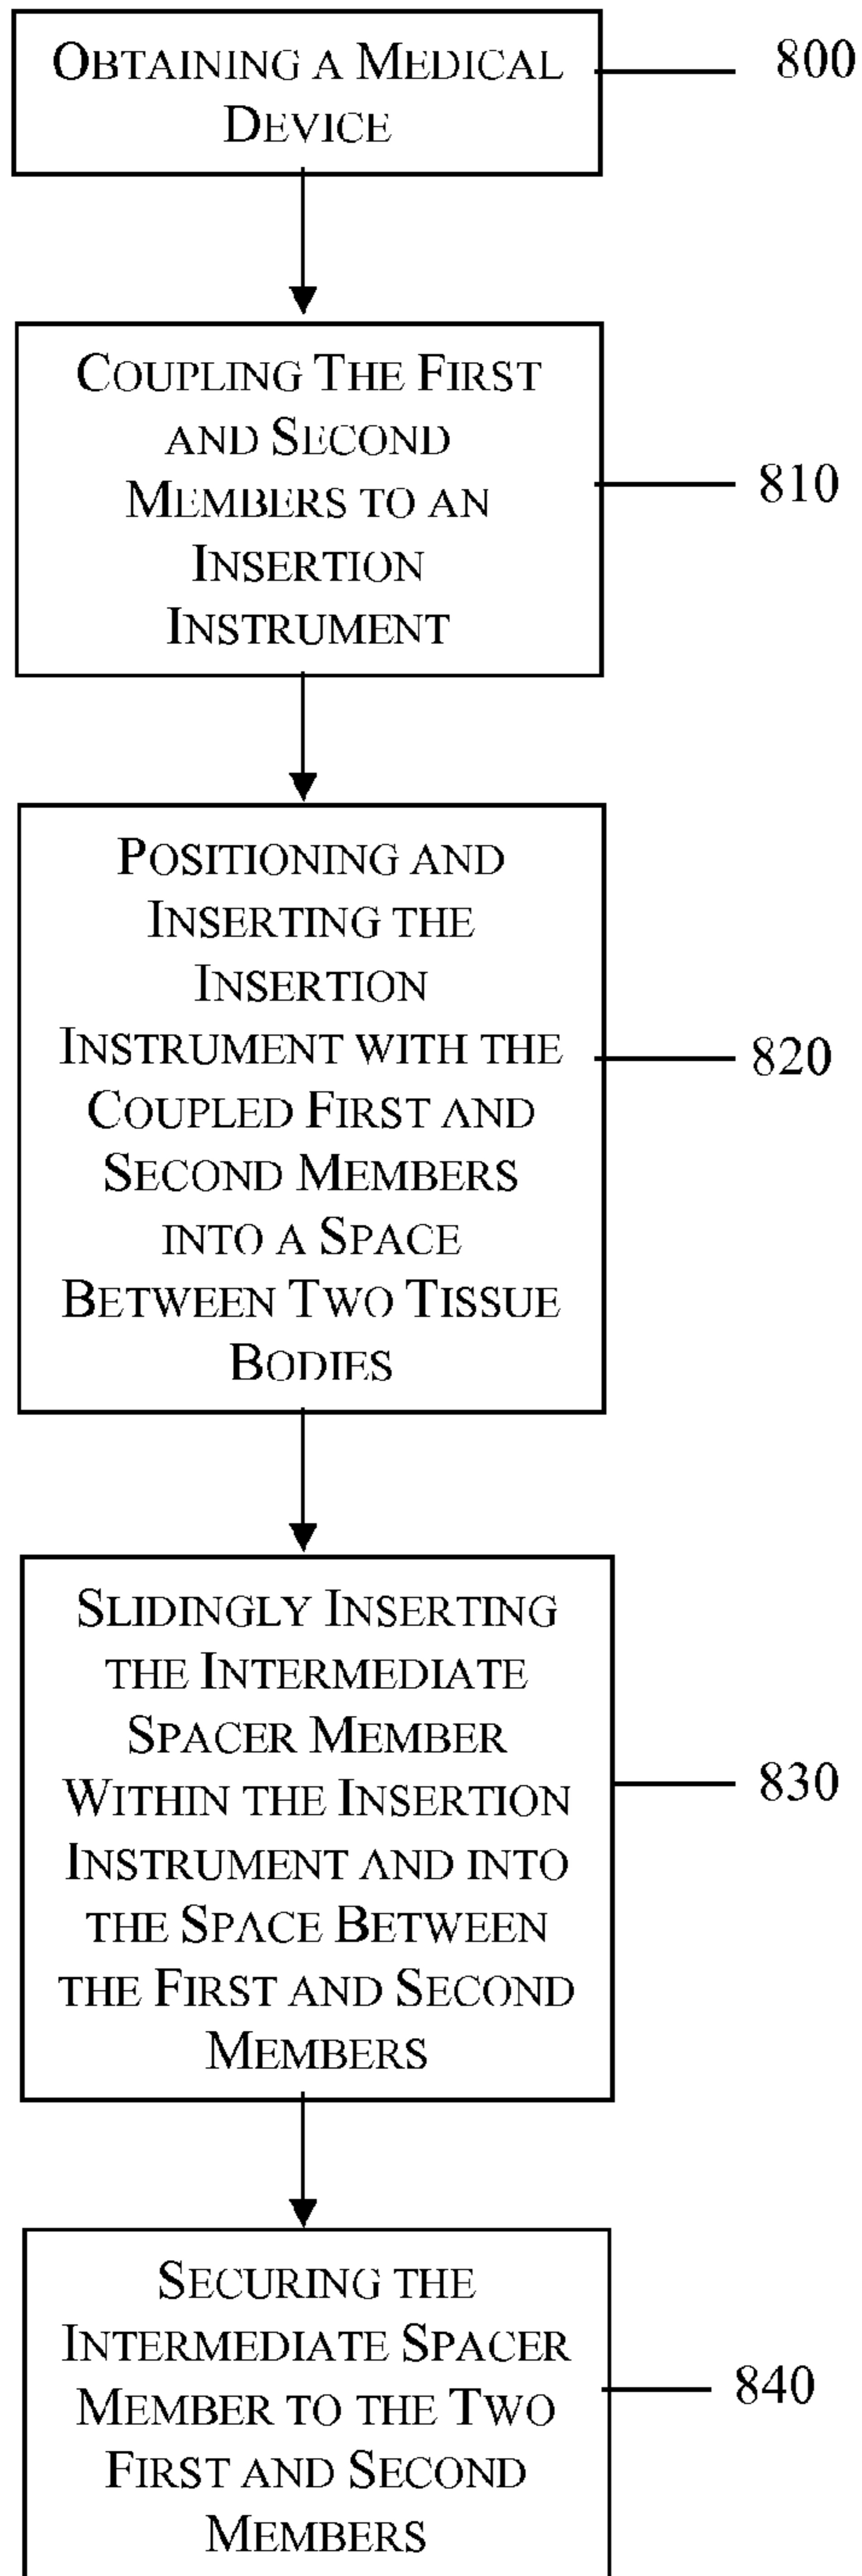 OBTAINING A MEDICAL
DEVICE
800
COUPLING THE FIRST
AND SECOND
MEMBERS TO AN
INSERTION
INSTRUMENT
810
POSITIONING AND
INSERTING THE
INSERTION
INSTRUMENT WITH THE
COUPLED FIRST AND
SECOND MEMBERS
INTO A SPACE
BETWEEN TWO TISSUE
BODIES
820
SLIDINGLY INSERTING
THE INTERMEDIATE
SPACER MEMBER
WITHIN THE INSERTION
INSTRUMENT AND INTO
THE SPACE BETWEEN
THE FIRST AND SECOND
MEMBERS
830
SECURING THE
INTERMEDIATE SPACER
MEMBER TO THE TWO
FIRST AND SECOND
MEMBERS
840